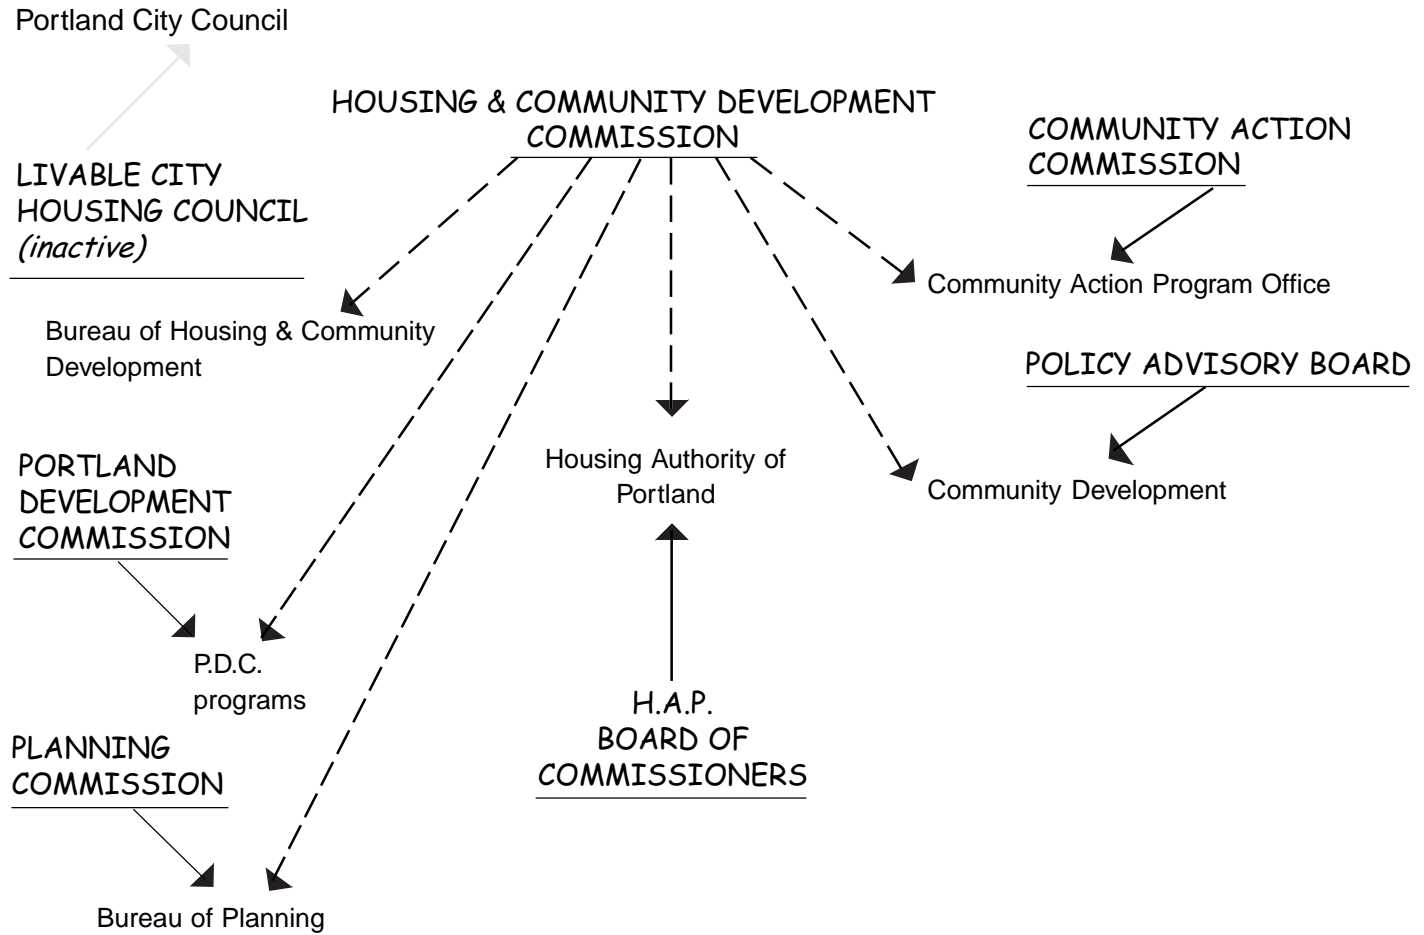 Portland City Council
HOUSING & COMMUNITY DEVELOPMENT
COMMISSION
COMMUNITY ACTION
COMMISSION
LIVABLE CITY
HOUSING COUNCIL
(inactive)
Community Action Program Office
Bureau of Housing & Community
Development
POLICY ADVISORY BOARD
PORTLAND
DEVELOPMENT
COMMISSION
Housing Authority of
Portland
Community Development
P.D.C.
programs
H.A.P.
BOARD OF
COMMISSIONERS
PLANNING
COMMISSION
Bureau of Planning